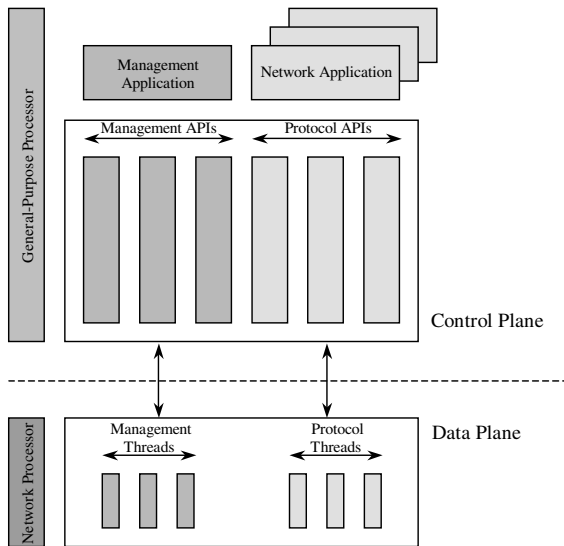 General-Purpose Processor
Management
Application
Network Application
Management APIs
Protocol APIs
Control Plane
Network Processor
Management
Threads
Protocol
Threads
Data Plane